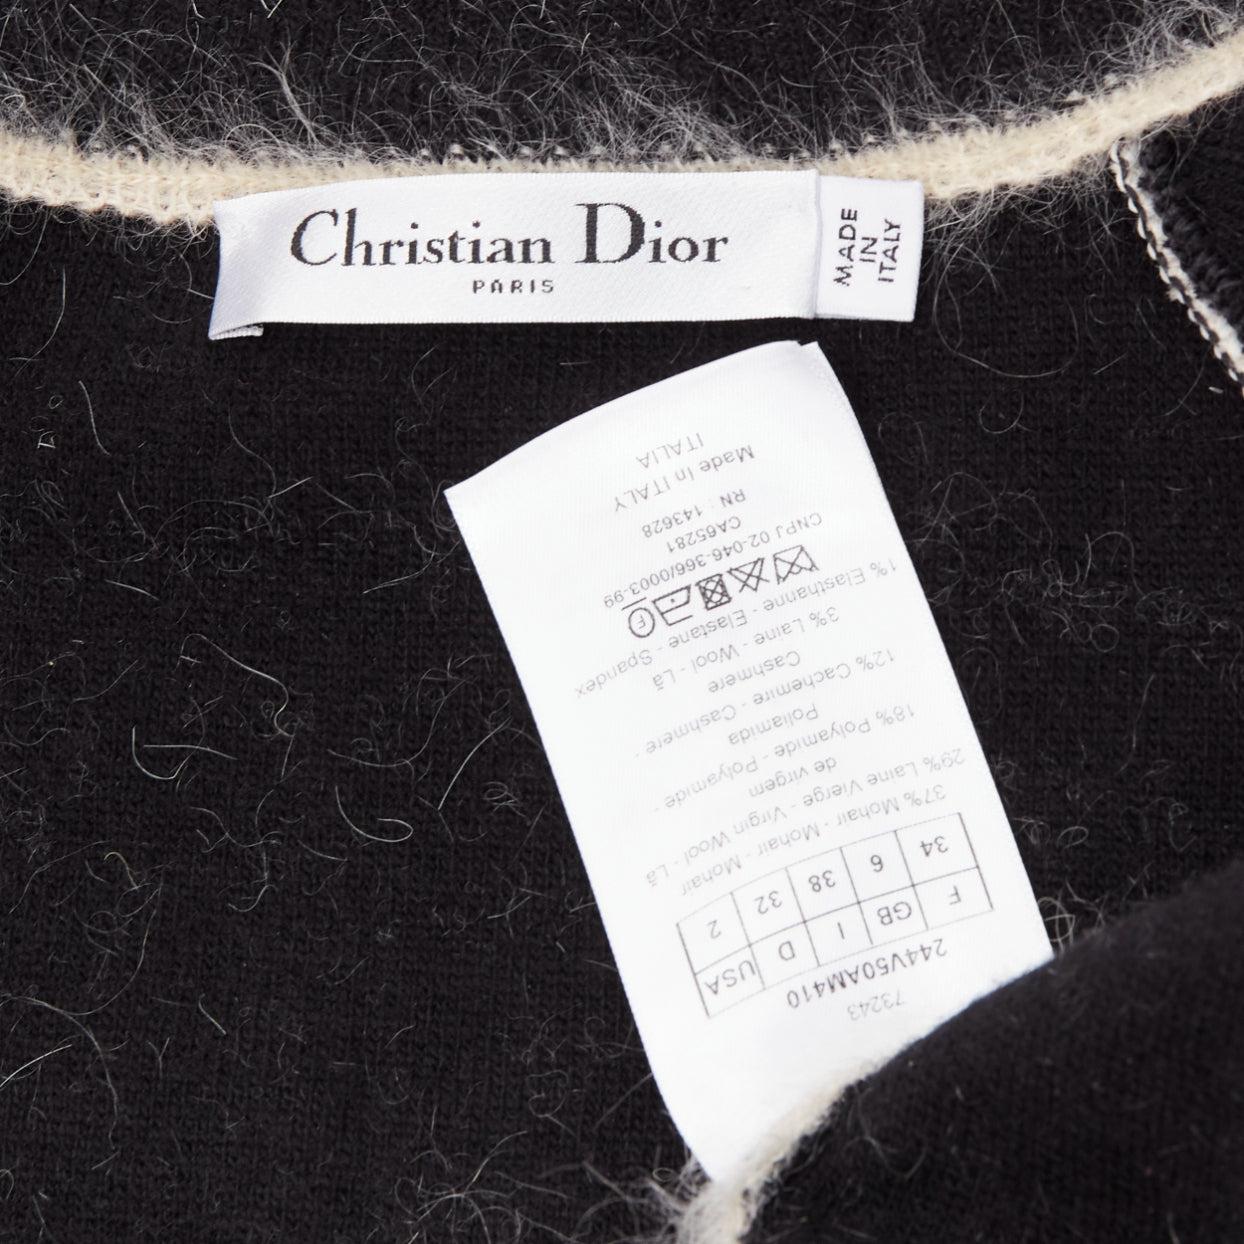 Christian Dior
PARIS
MADE
IN
ITALY
73243
244V50AM410
F GB I D USA
34 6 38 32 2
37% Mohair - Mohair - Mohair
29% Laine Vierge - Virgin Wool - Lã
de virgem
18% Polyamide - Polyamide -
Poliamida
12% Cachemire - Cashmere -
Cashmere
3% Laine - Wool - Lã
1% Elasthanne - Elastane - Spandex
F
CNPJ 02-046-366/0003-99
CA65281
RN : 143628
Made In ITALY
ITALIA